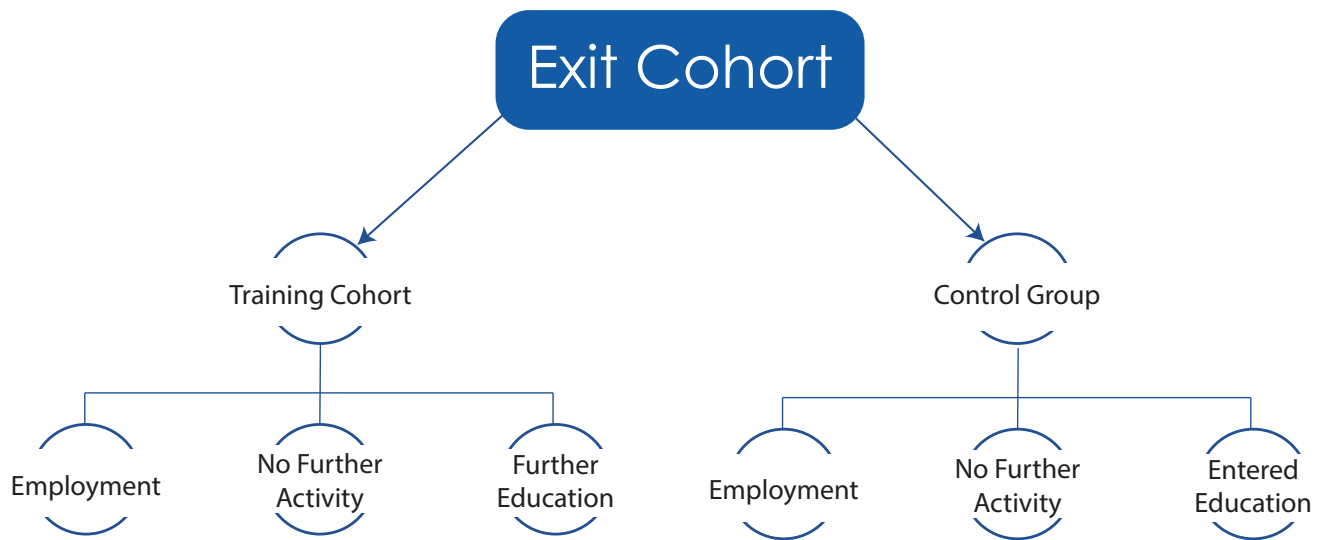 Exit Cohort
Training Cohort
Control Group
Employment
No Further
Activity
Further
Education
Employment
No Further
Activity
Entered
Education